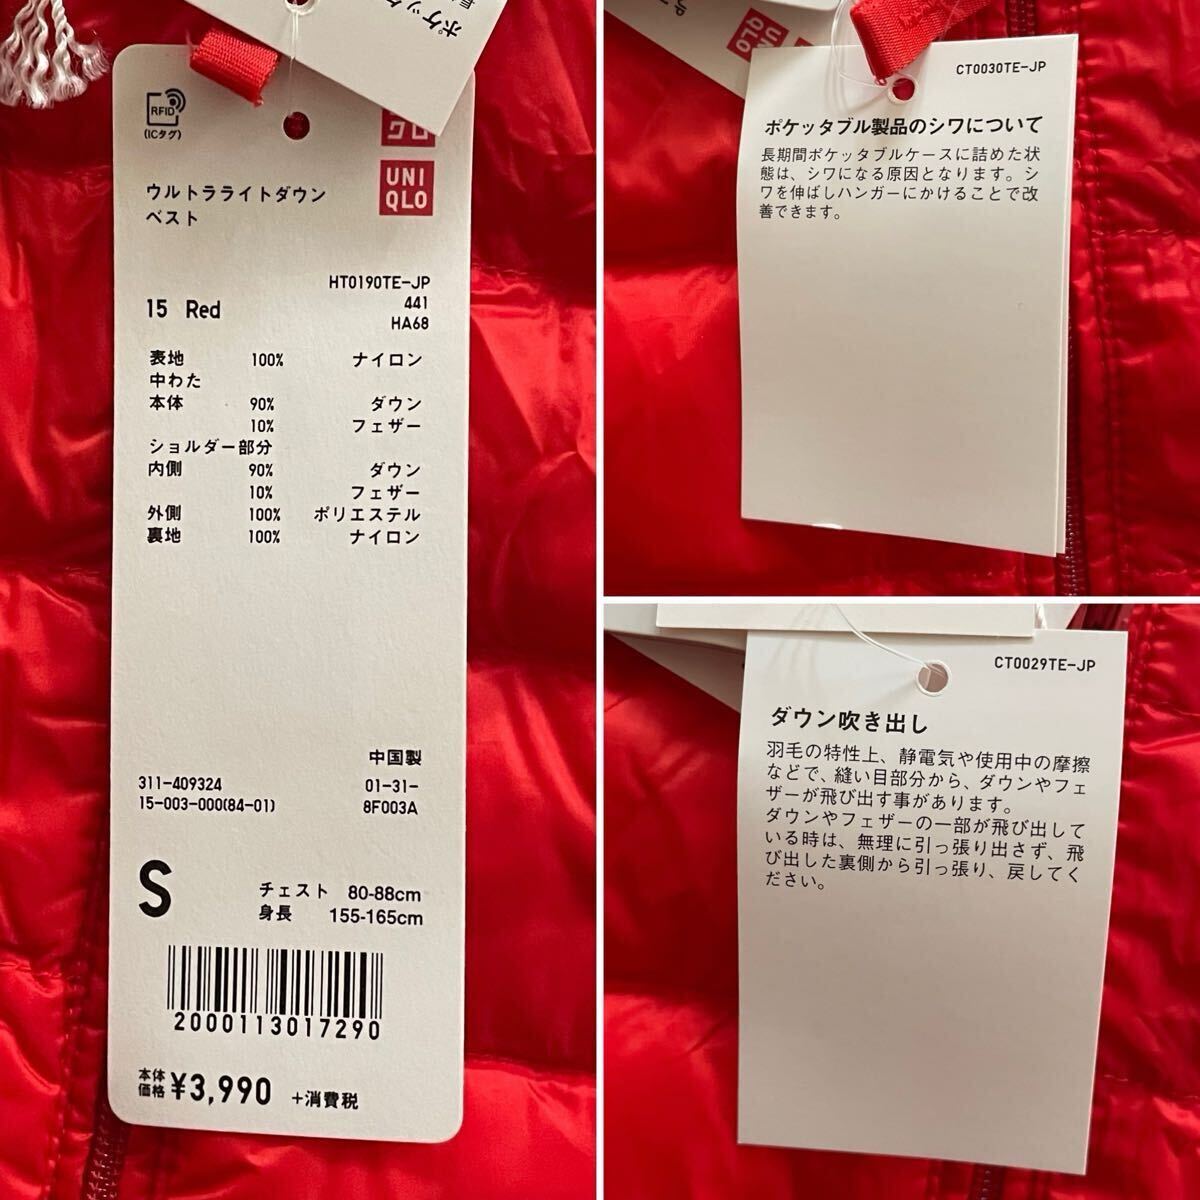 ポケッタ
RFID
(ICタグ)
UNI
QLO
ウルトラライトダウン
ベスト
HT0190TE-JP
15 Red
441
HA68
表地 100% ナイロン
中わた
本体 90% ダウン
10% フェザー
ショルダー部分
内側 90% ダウン
10% フェザー
外側 100% ポリエステル
裏地 100% ナイロン
中国製
311-409324 01-31-
15-003-000(84-01) 8F003A
S チェスト 80-88cm
身長 155-165cm
2000113017290
本体
価格 ¥3,990 +消費税
UNI
QLO
CT0030TE-JP
ポケッタブル製品のシワについて
長期間ポケッタブルケースに詰めた状
態は、シワになる原因となります。シ
ワを伸ばしハンガーにかけることで改
善できます。
CT0029TE-JP
ダウン吹き出し
羽毛の特性上、静電気や使用中の摩擦
などで、縫い目部分から、ダウンやフェ
ザーが飛び出す事があります。
ダウンやフェザーの一部が飛び出して
いる時は、無理に引っ張り出さず、飛
び出した裏側から引っ張り、戻してく
ださい。